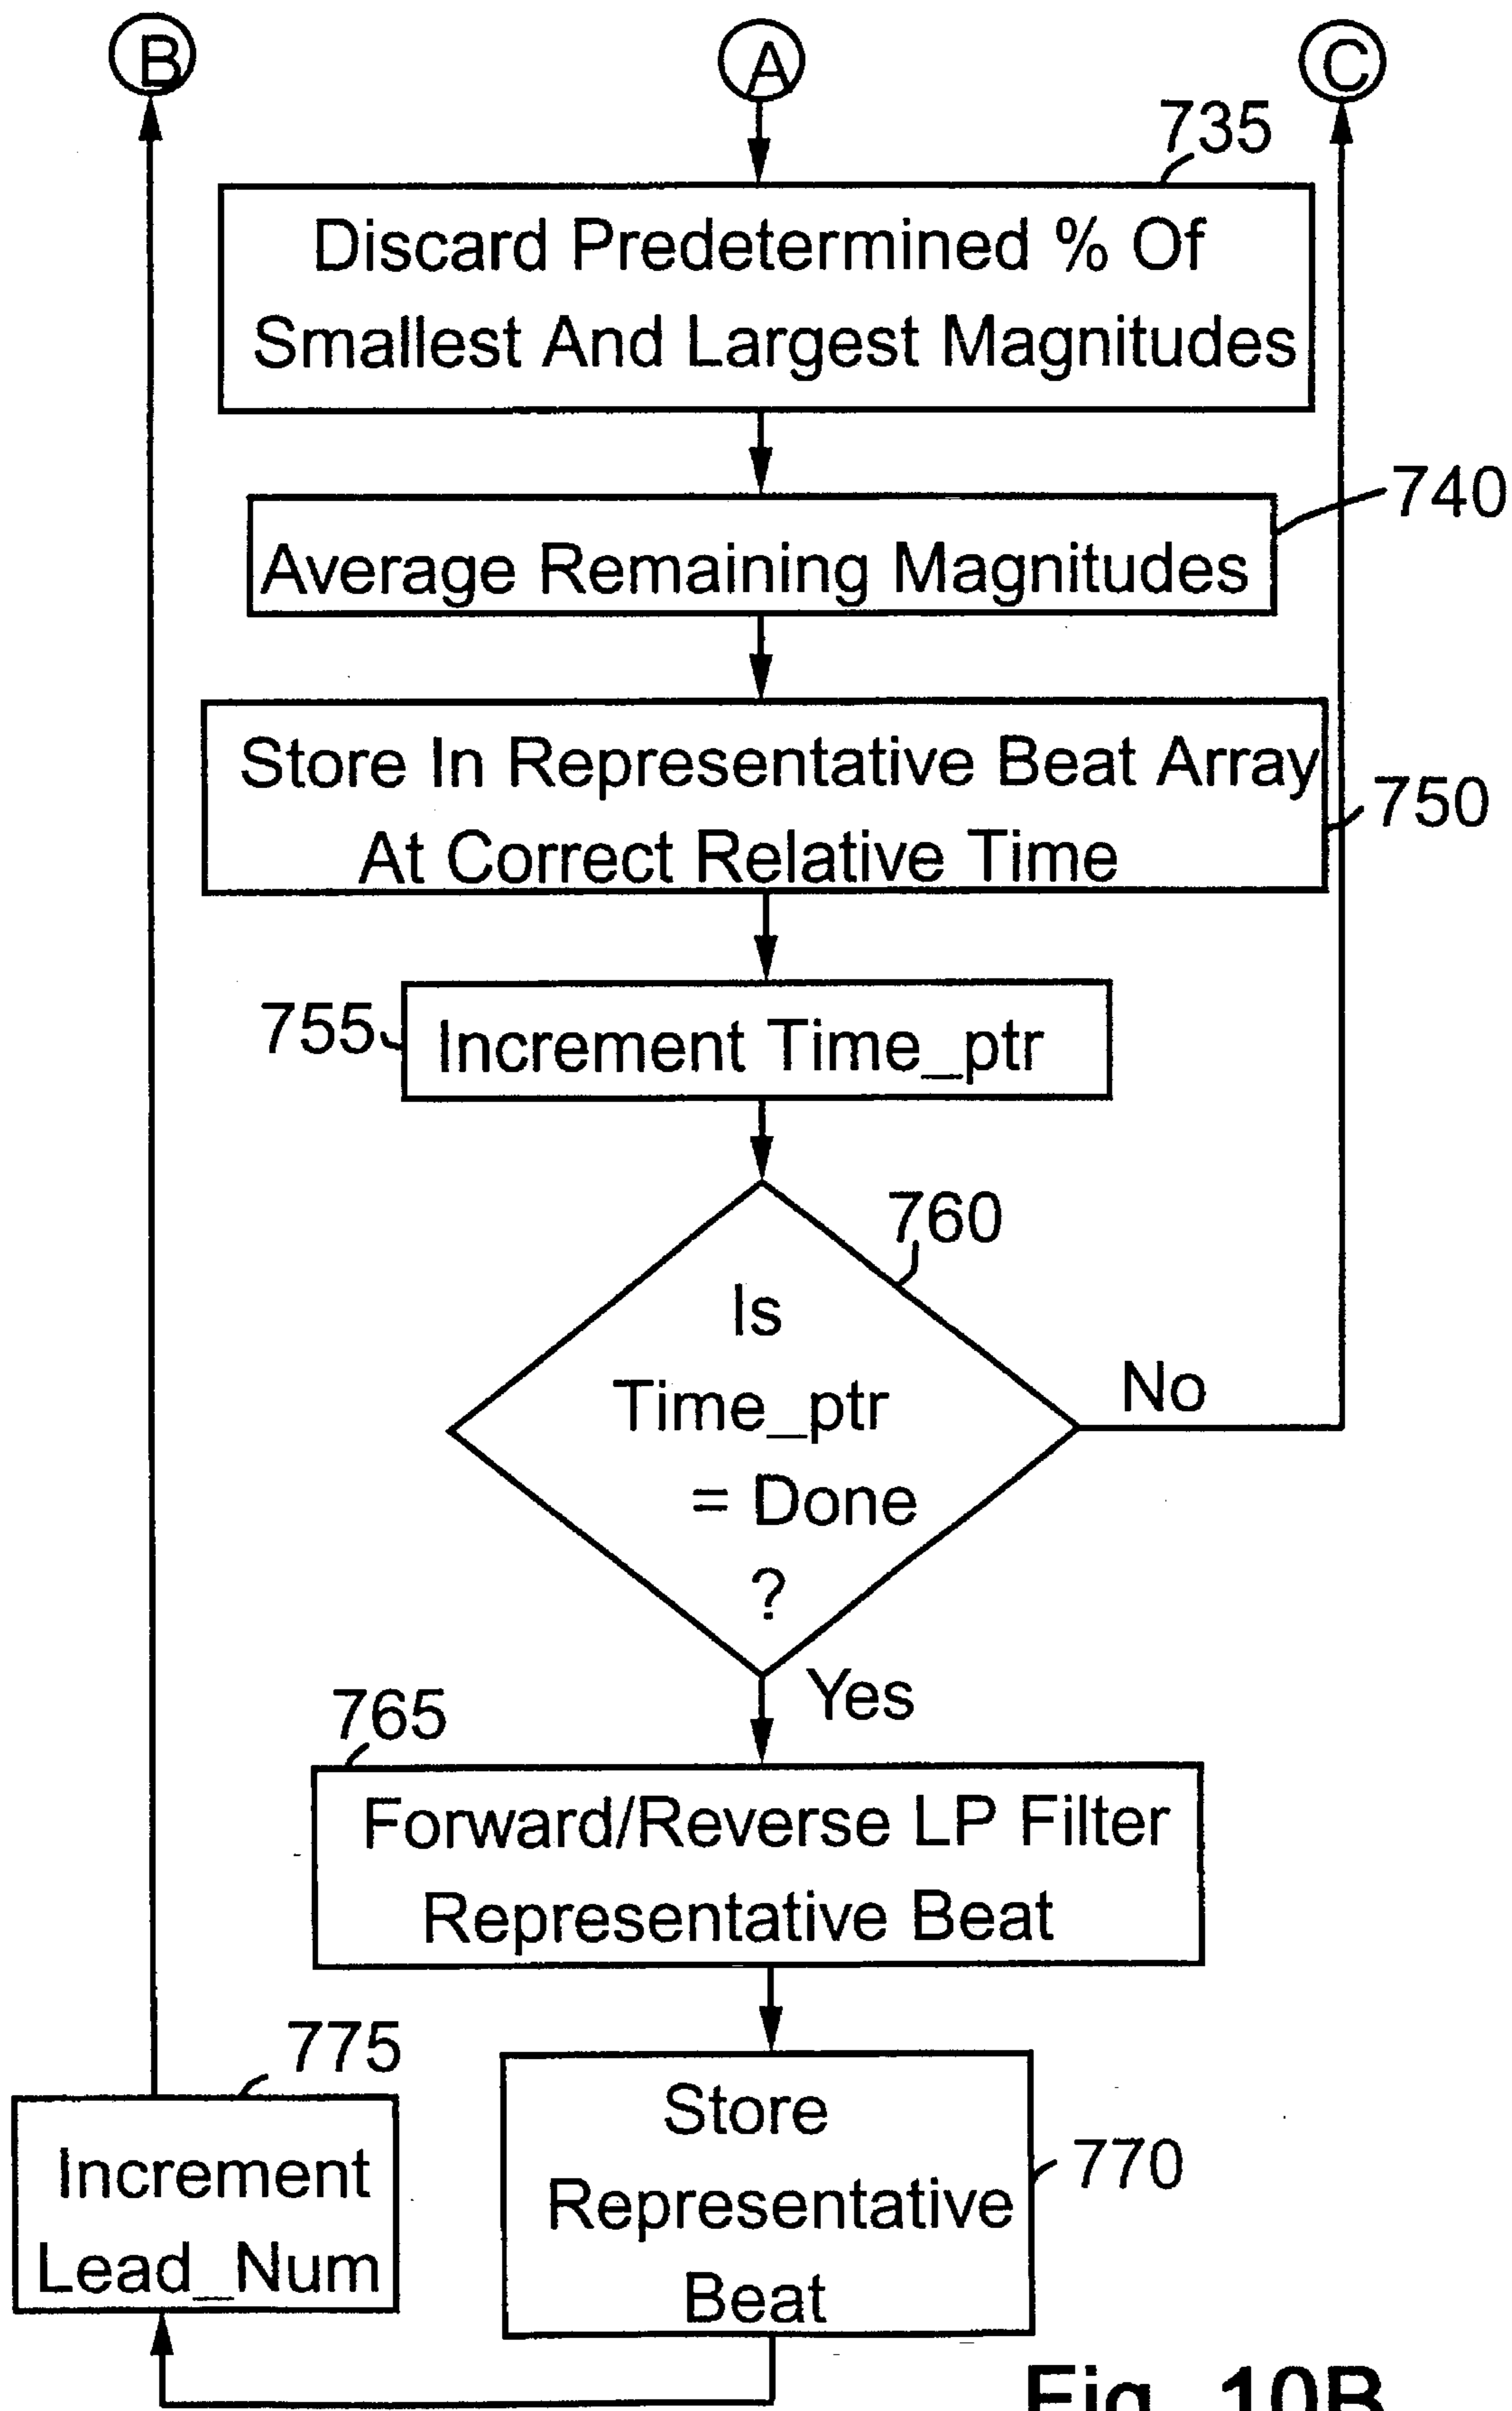 B
A
C
735
Discard Predetermined % Of
Smallest And Largest Magnitudes
740
Average Remaining Magnitudes
Store In Representative Beat Array
At Correct Relative Time
750
755
Increment Time_ptr
760
Is
Time_ptr
= Done
?
No
Yes
765
Forward/Reverse LP Filter
Representative Beat
775
Increment
Lead_Num
Store
Representative
Beat
770
Fig. 10B